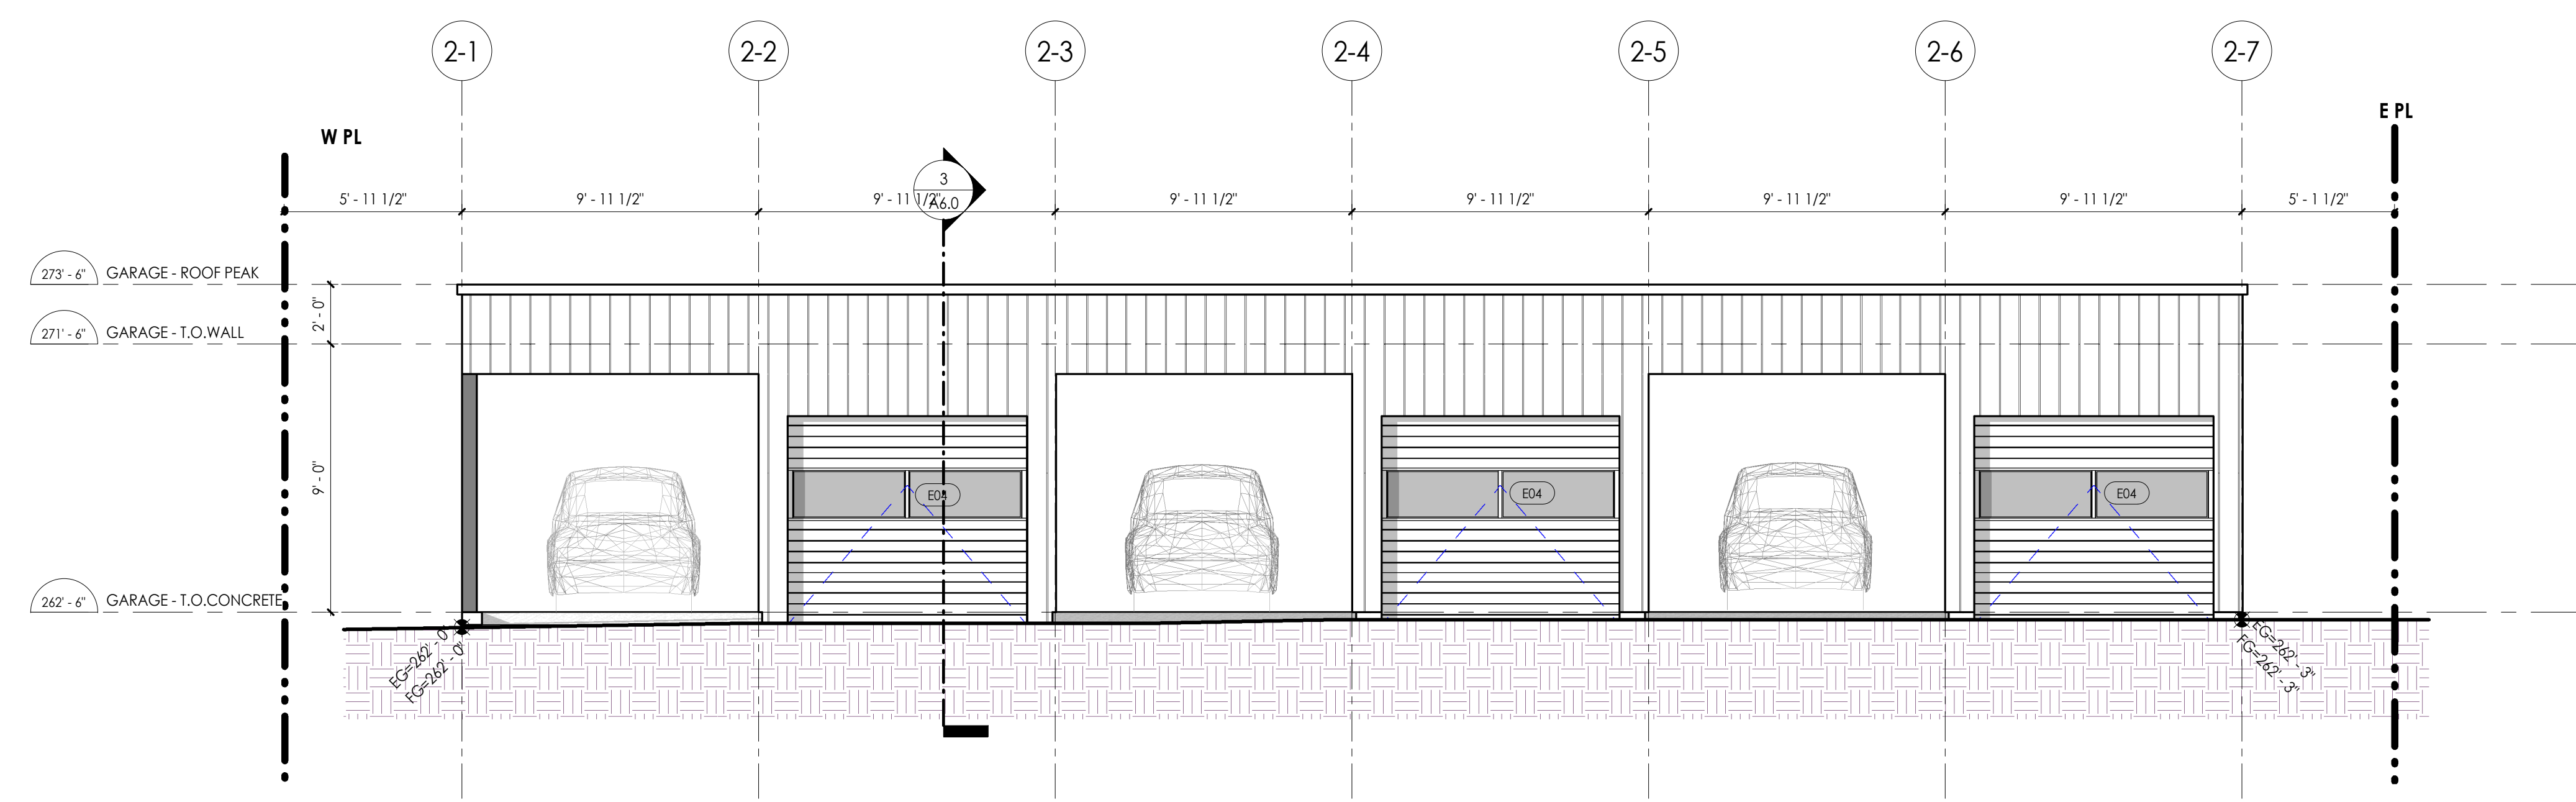 2-1
2-2
2-3
2-4
2-5
2-6
2-7
W PL
E PL
3
A6.0
5' - 11 1/2"
9' - 11 1/2"
9' - 11 1/2"
9' - 11 1/2"
9' - 11 1/2"
9' - 11 1/2"
9' - 11 1/2"
5' - 1 1/2"
273' - 6" GARAGE - ROOF PEAK
2' - 0"
271' - 6" GARAGE - T.O.WALL
9' - 0"
E04
E04
E04
262' - 6" GARAGE - T.O.CONCRETE
EG=262' - 0"
FG=262' - 0"
EG=262' - 3"
FG=262' - 3"